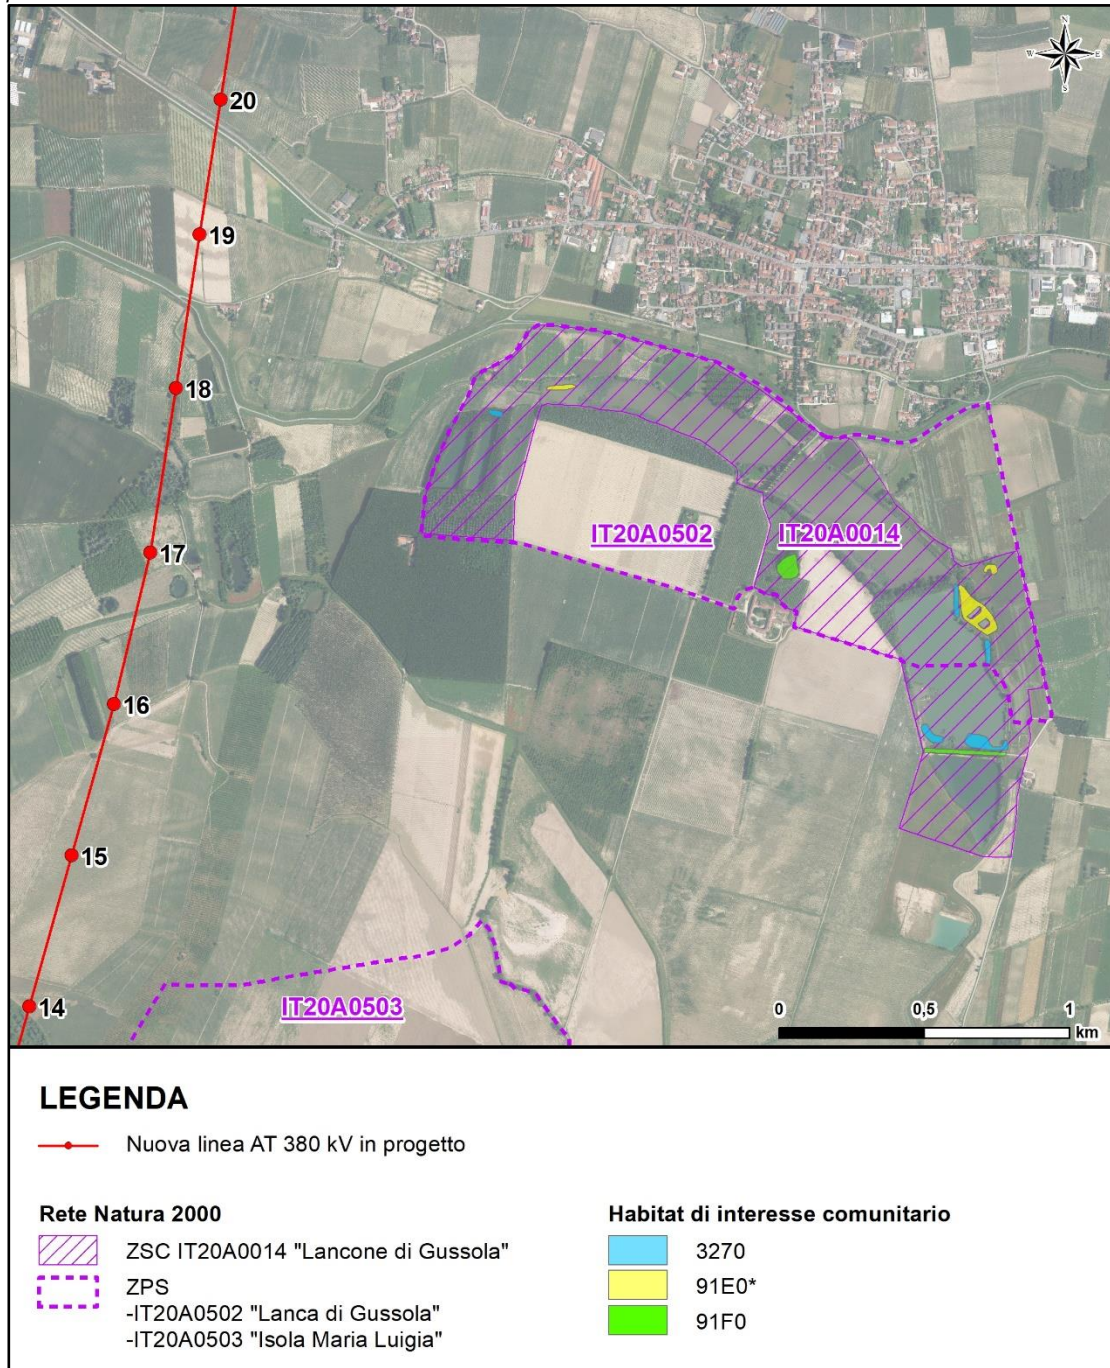 N
W E
S
20
19
18
17
IT20A0502
IT20A0014
16
15
14
IT20A0503
0 0,5 1
km
LEGENDA
Nuova linea AT 380 kV in progetto
Rete Natura 2000
ZSC IT20A0014 "Lancone di Gussola"
ZPS
-IT20A0502 "Lanca di Gussola"
-IT20A0503 "Isola Maria Luigia"
Habitat di interesse comunitario
3270
91E0*
91F0